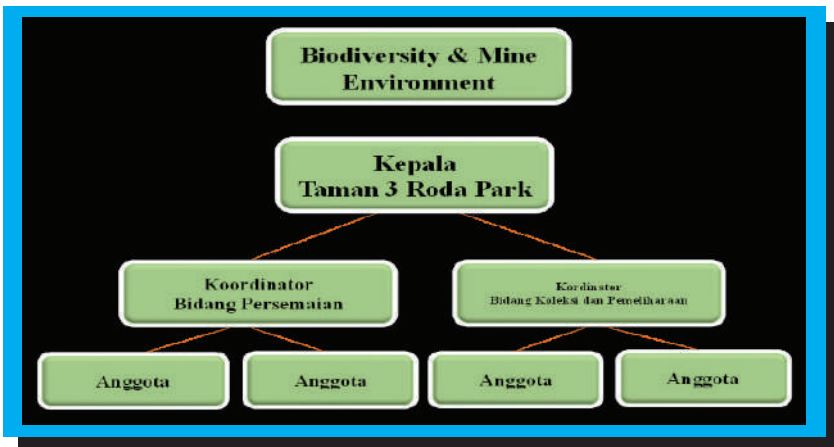 Biodiversity & Mine
Environment
Kepala
Taman 3 Roda Park
Koordinator
Bidang Persemaian
Kordinator
Bidang Koleksi dan Pemeliharaan
Anggota
Anggota
Anggota
Anggota